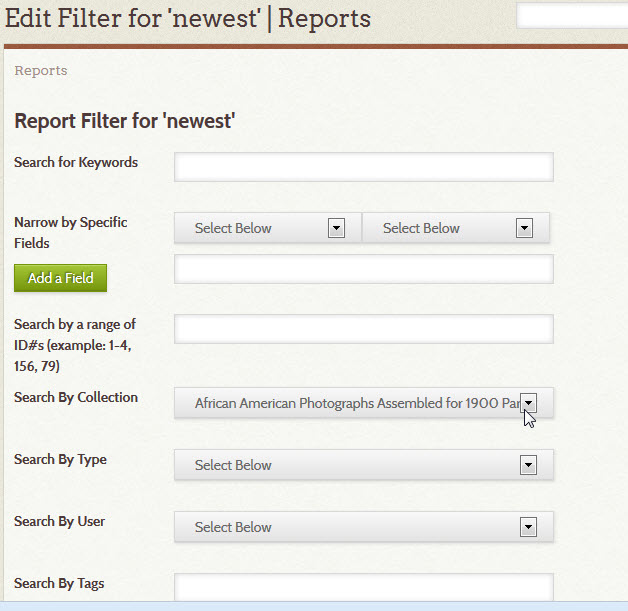 Edit Filter for 'newest' | Reports
Reports
Report Filter for 'newest'
Search for Keywords
Narrow by Specific
Fields
Select Below
Select Below
Add a Field
Search by a range of
ID#s (example: 1-4,
156, 79)
Search By Collection
African American Photographs Assembled for 1900 Par
Search By Type
Select Below
Search By User
Select Below
Search By Tags